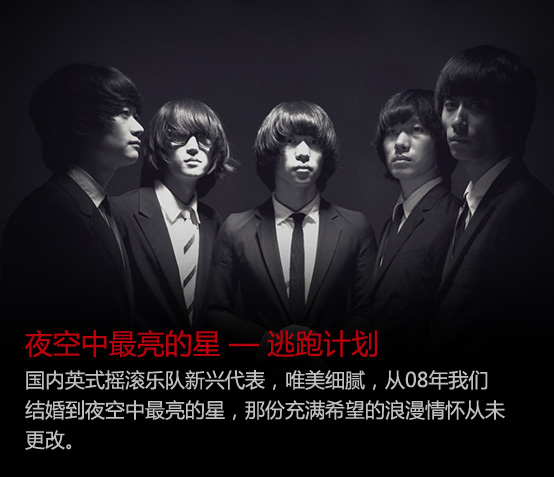 夜空中最亮的星 — 逃跑计划
国内英式摇滚乐队新兴代表，唯美细腻，从08年我们
结婚到夜空中最亮的星，那份充满希望的浪漫情怀从未
更改。